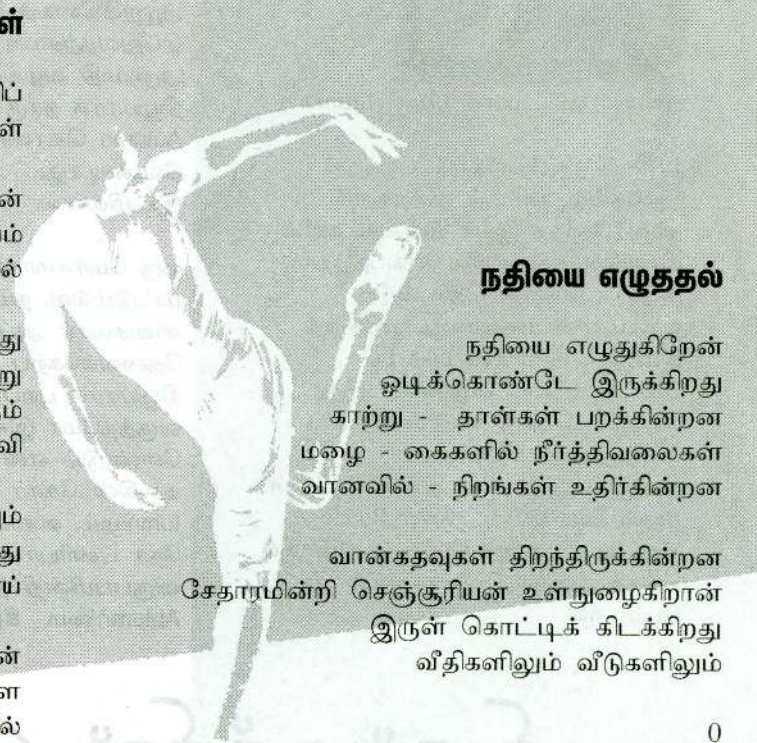 நதியை எழுததல்
நதியை எழுதுகிறேன்
ஓடிக்கொண்டே இருக்கிறது
காற்று - தாள்கள் பறக்கின்றன
மழை - கைகளில் நீர்த்திவலைகள்
வானவில் - நிறங்கள் உதிர்கின்றன
வான்கதவுகள் திறந்திருக்கின்றன
சேதாரமின்றி செஞ்சூரியன் உள்நுழைகிறான்
இருள் கொட்டிக் கிடக்கிறது
வீதிகளிலும் வீடுகளிலும்
0